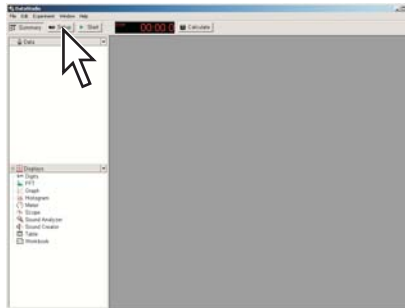 DataStudio
File Edit Experiment Window Help
Summary Setup Start 00:00.0 Calculate
Data
Displays
Digits
FFT
Graph
Histogram
Meter
Scope
Sound Analyzer
Sound Creator
Table
Workbook